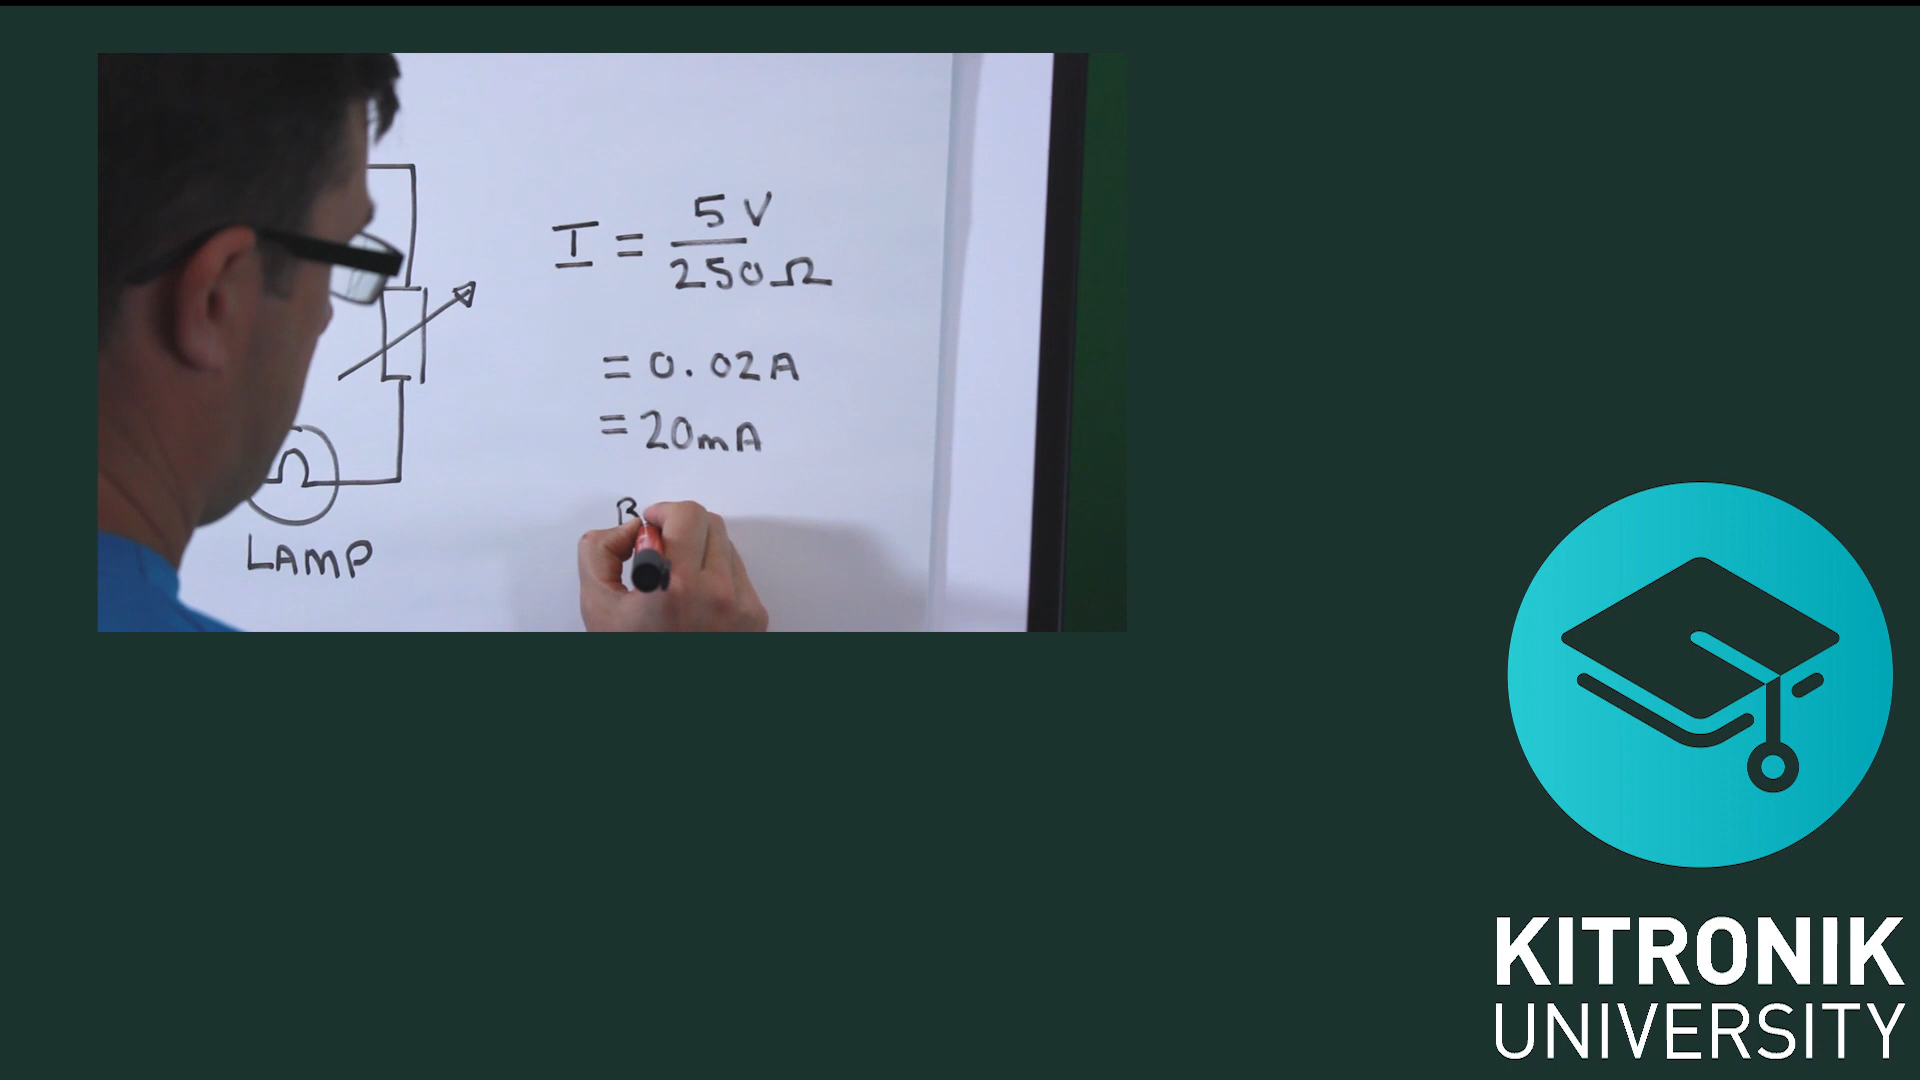 I = 5V
250Ω
= 0.02A
= 20mA
LAMP
KITRONIK
UNIVERSITY